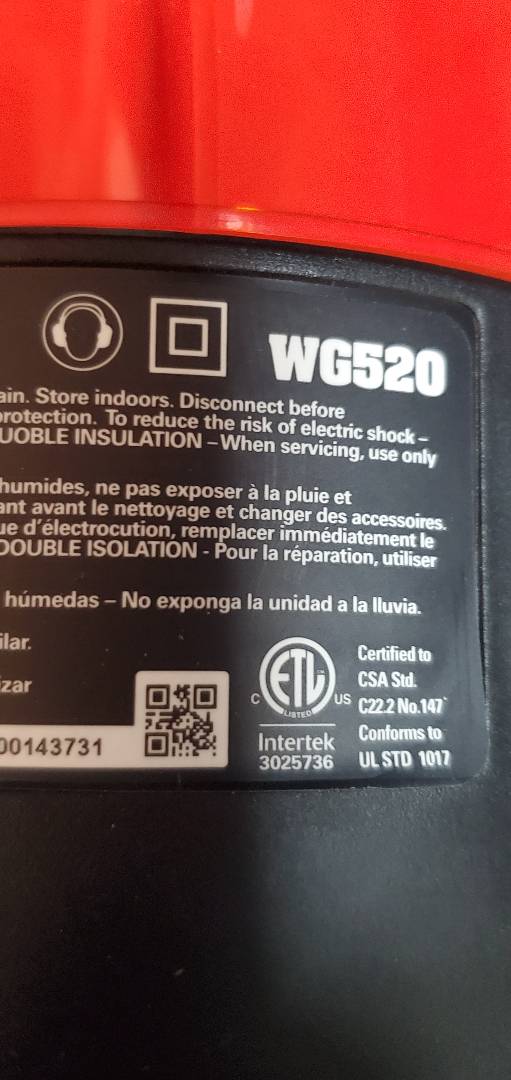 WG520
ain. Store indoors. Disconnect before
protection. To reduce the risk of electric shock –
UOBLE INSULATION – When servicing, use only
humides, ne pas exposer à la pluie et
ant avant le nettoyage et changer des accessoires.
ue d'électrocution, remplacer immédiatement le
DOUBLE ISOLATION - Pour la réparation, utiliser
húmedas – No exponga la unidad a la lluvia.
ilar.
izar
00143731
C ETL US
LISTED
Intertek
3025736
Certified to
CSA Std.
C22.2 No.147
Conforms to
UL STD 1017